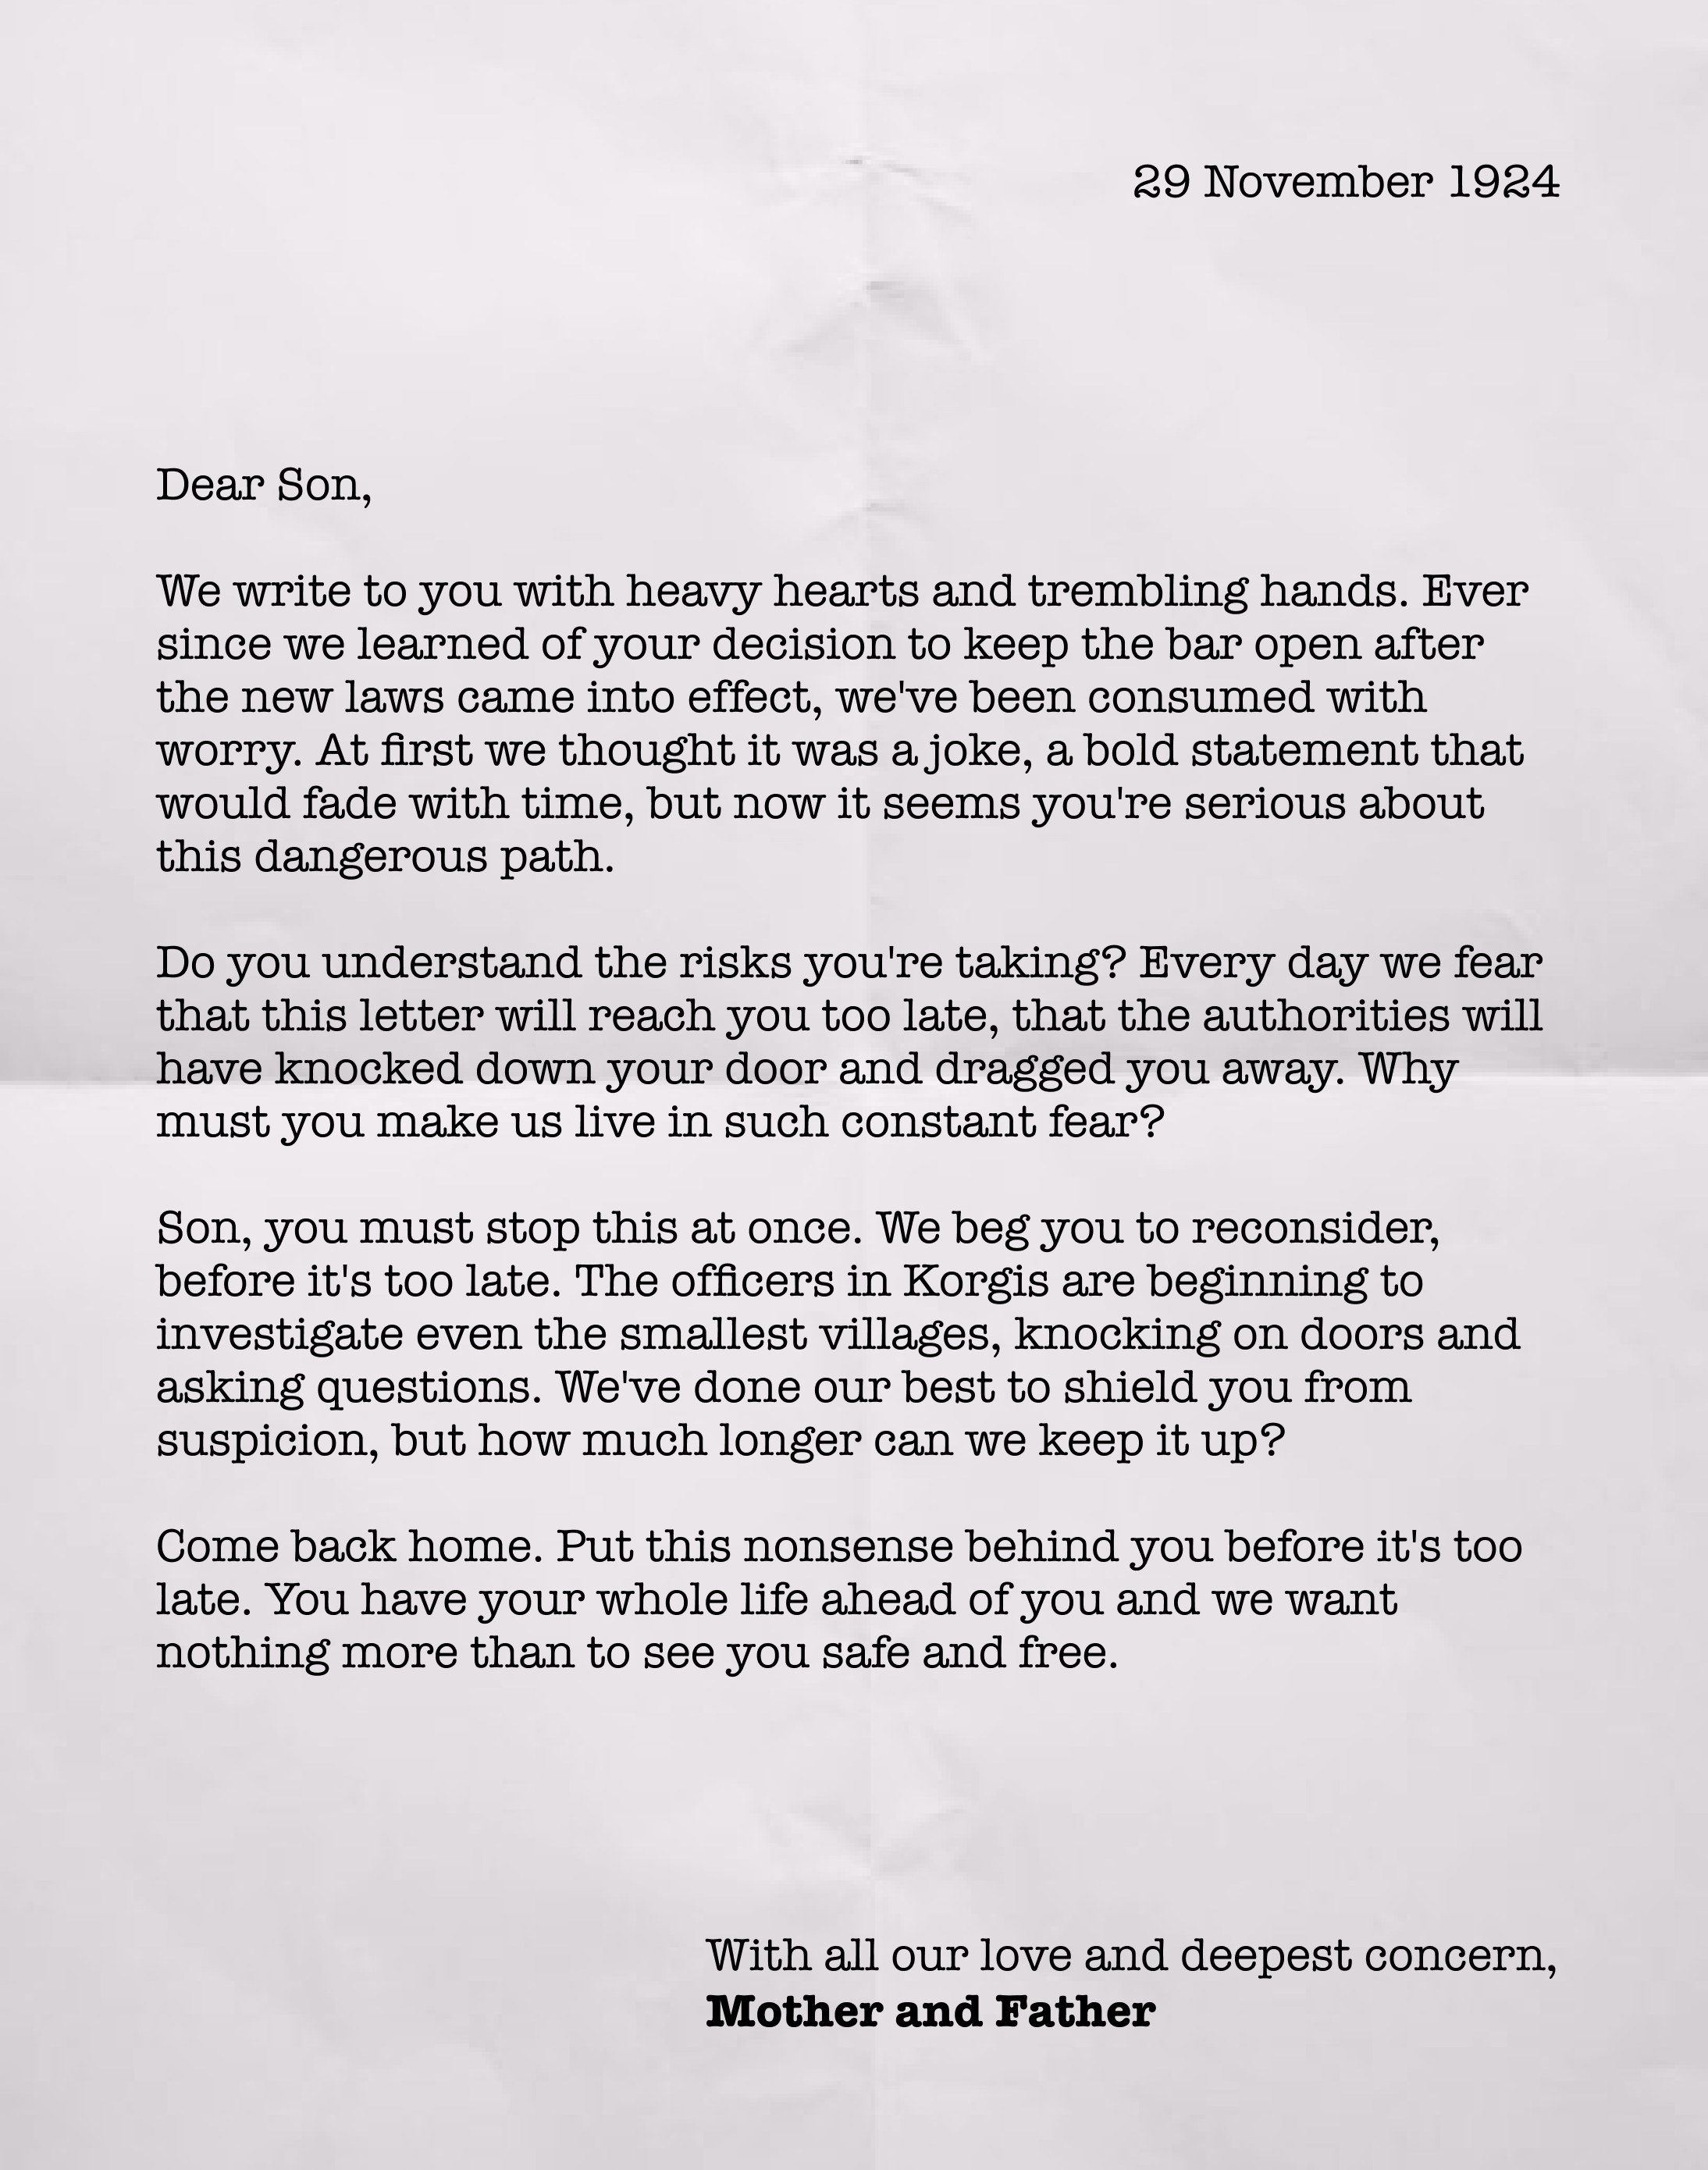 29 November 1924
Dear Son,
We write to you with heavy hearts and trembling hands. Ever
since we learned of your decision to keep the bar open after
the new laws came into effect, we've been consumed with
worry. At first we thought it was a joke, a bold statement that
would fade with time, but now it seems you're serious about
this dangerous path.
Do you understand the risks you're taking? Every day we fear
that this letter will reach you too late, that the authorities will
have knocked down your door and dragged you away. Why
must you make us live in such constant fear?
Son, you must stop this at once. We beg you to reconsider,
before it's too late. The officers in Korgis are beginning to
investigate even the smallest villages, knocking on doors and
asking questions. We've done our best to shield you from
suspicion, but how much longer can we keep it up?
Come back home. Put this nonsense behind you before it's too
late. You have your whole life ahead of you and we want
nothing more than to see you safe and free.
With all our love and deepest concern,
Mother and Father